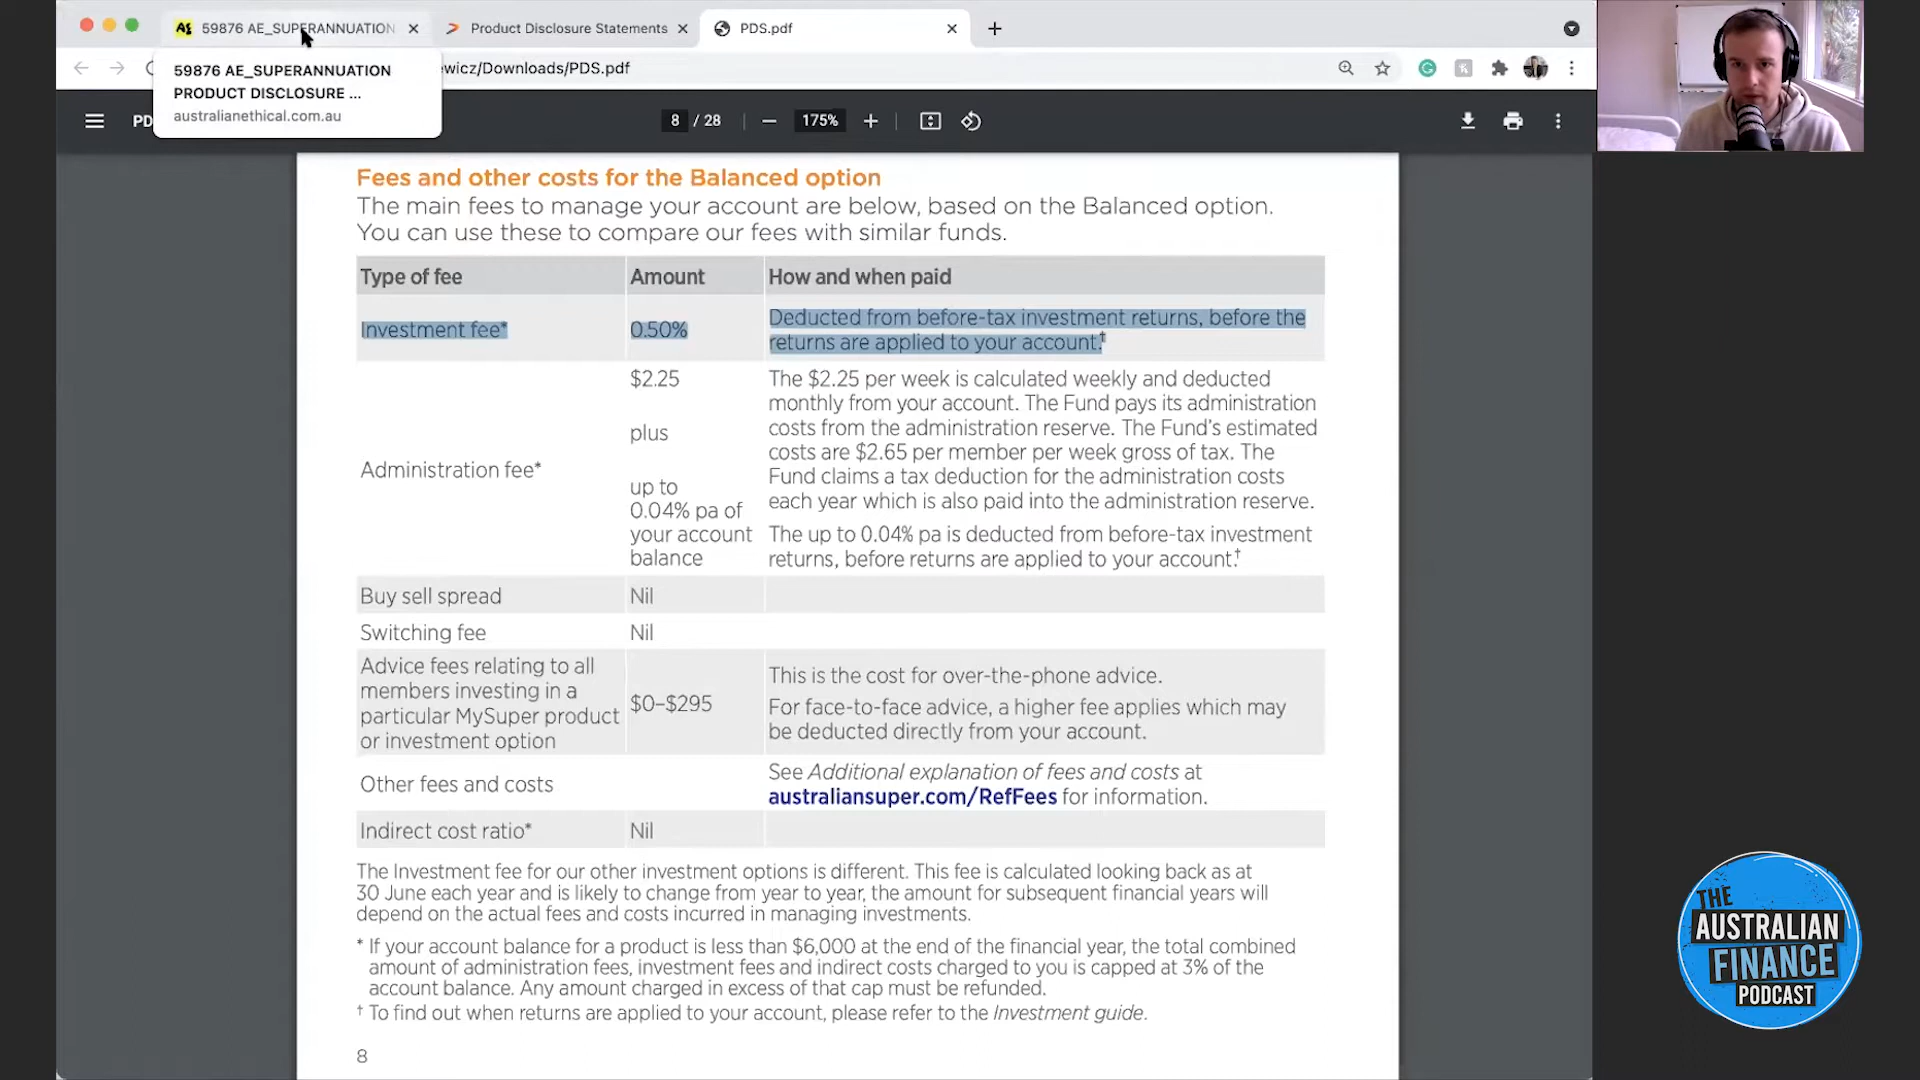 59876 AE_SUPERANNUATION
Product Disclosure Statements
PDS.pdf
59876 AE_SUPERANNUATION
PRODUCT DISCLOSURE ...
australianethical.com.au
ewicz/Downloads/PDS.pdf
PD
8 / 28
175%
Fees and other costs for the Balanced option
The main fees to manage your account are below, based on the Balanced option.
You can use these to compare our fees with similar funds.
Type of fee
Amount
How and when paid
Investment fee*
0.50%
Deducted from before-tax investment returns, before the
returns are applied to your account.†
Administration fee*
$2.25
plus
up to
0.04% pa of
your account
balance
The $2.25 per week is calculated weekly and deducted
monthly from your account. The Fund pays its administration
costs from the administration reserve. The Fund's estimated
costs are $2.65 per member per week gross of tax. The
Fund claims a tax deduction for the administration costs
each year which is also paid into the administration reserve.
The up to 0.04% pa is deducted from before-tax investment
returns, before returns are applied to your account.†
Buy sell spread
Nil
Switching fee
Nil
Advice fees relating to all
members investing in a
particular MySuper product
or investment option
$0–$295
This is the cost for over-the-phone advice.
For face-to-face advice, a higher fee applies which may
be deducted directly from your account.
Other fees and costs
See Additional explanation of fees and costs at
australiansuper.com/RefFees for information.
Indirect cost ratio*
Nil
The Investment fee for our other investment options is different. This fee is calculated looking back as at
30 June each year and is likely to change from year to year, the amount for subsequent financial years will
depend on the actual fees and costs incurred in managing investments.
* If your account balance for a product is less than $6,000 at the end of the financial year, the total combined
amount of administration fees, investment fees and indirect costs charged to you is capped at 3% of the
account balance. Any amount charged in excess of that cap must be refunded.
† To find out when returns are applied to your account, please refer to the Investment guide.
8
THE
AUSTRALIAN
FINANCE
PODCAST